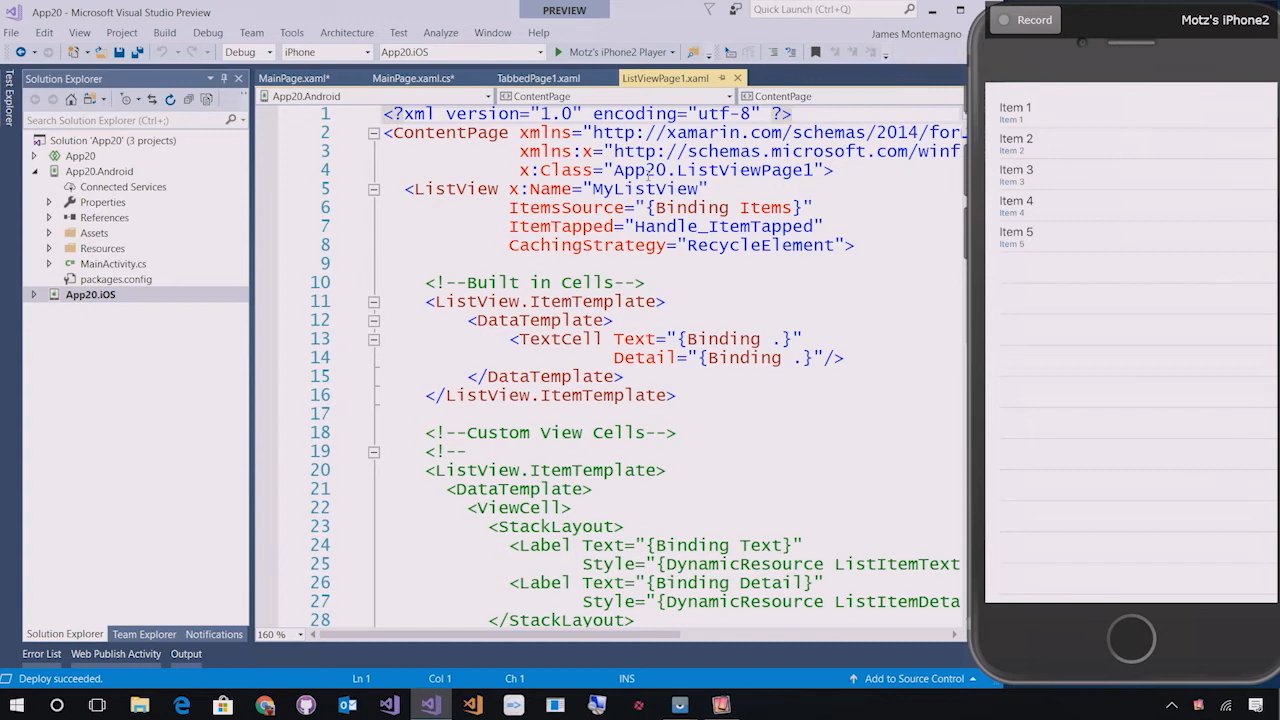 App20 - Microsoft Visual Studio Preview
PREVIEW
Quick Launch (Ctrl+Q)
File
Edit
View
Project
Build
Debug
Team
Tools
Architecture
Test
Analyze
Window
Help
James Montemagno
Debug
iPhone
App20.iOS
Motz's iPhone2 Player
Test Explorer
Solution Explorer
Search Solution Explorer (Ctrl+;)
Solution 'App20' (3 projects)
App20
App20.Android
Connected Services
Properties
References
Assets
Resources
MainActivity.cs
packages.config
App20.iOS
Solution Explorer
Team Explorer
Notifications
MainPage.xaml*
MainPage.xaml.cs*
TabbedPage1.xaml
ListViewPage1.xaml
App20.Android
ContentPage
ContentPage
1 <?xml version="1.0" encoding="utf-8" ?>
2 <ContentPage xmlns="http://xamarin.com/schemas/2014/for
3 xmlns:x="http://schemas.microsoft.com/winf
4 x:Class="App20.ListViewPage1">
5 <ListView x:Name="MyListView"
6 ItemsSource="{Binding Items}"
7 ItemTapped="Handle_ItemTapped"
8 CachingStrategy="RecycleElement">
9
10 <!--Built in Cells-->
11 <ListView.ItemTemplate>
12 <DataTemplate>
13 <TextCell Text="{Binding .}"
14 Detail="{Binding .}"/>
15 </DataTemplate>
16 </ListView.ItemTemplate>
17
18 <!--Custom View Cells-->
19 <!--
20 <ListView.ItemTemplate>
21 <DataTemplate>
22 <ViewCell>
23 <StackLayout>
24 <Label Text="{Binding Text}"
25 Style="{DynamicResource ListItemText
26 <Label Text="{Binding Detail}"
27 Style="{DynamicResource ListItemDeta
28 </StackLayout>
160 %
Error List
Web Publish Activity
Output
Deploy succeeded.
Ln 1
Col 1
Ch 1
INS
Add to Source Control
Record
Motz's iPhone2
Item 1
Item 1
Item 2
Item 2
Item 3
Item 3
Item 4
Item 4
Item 5
Item 5